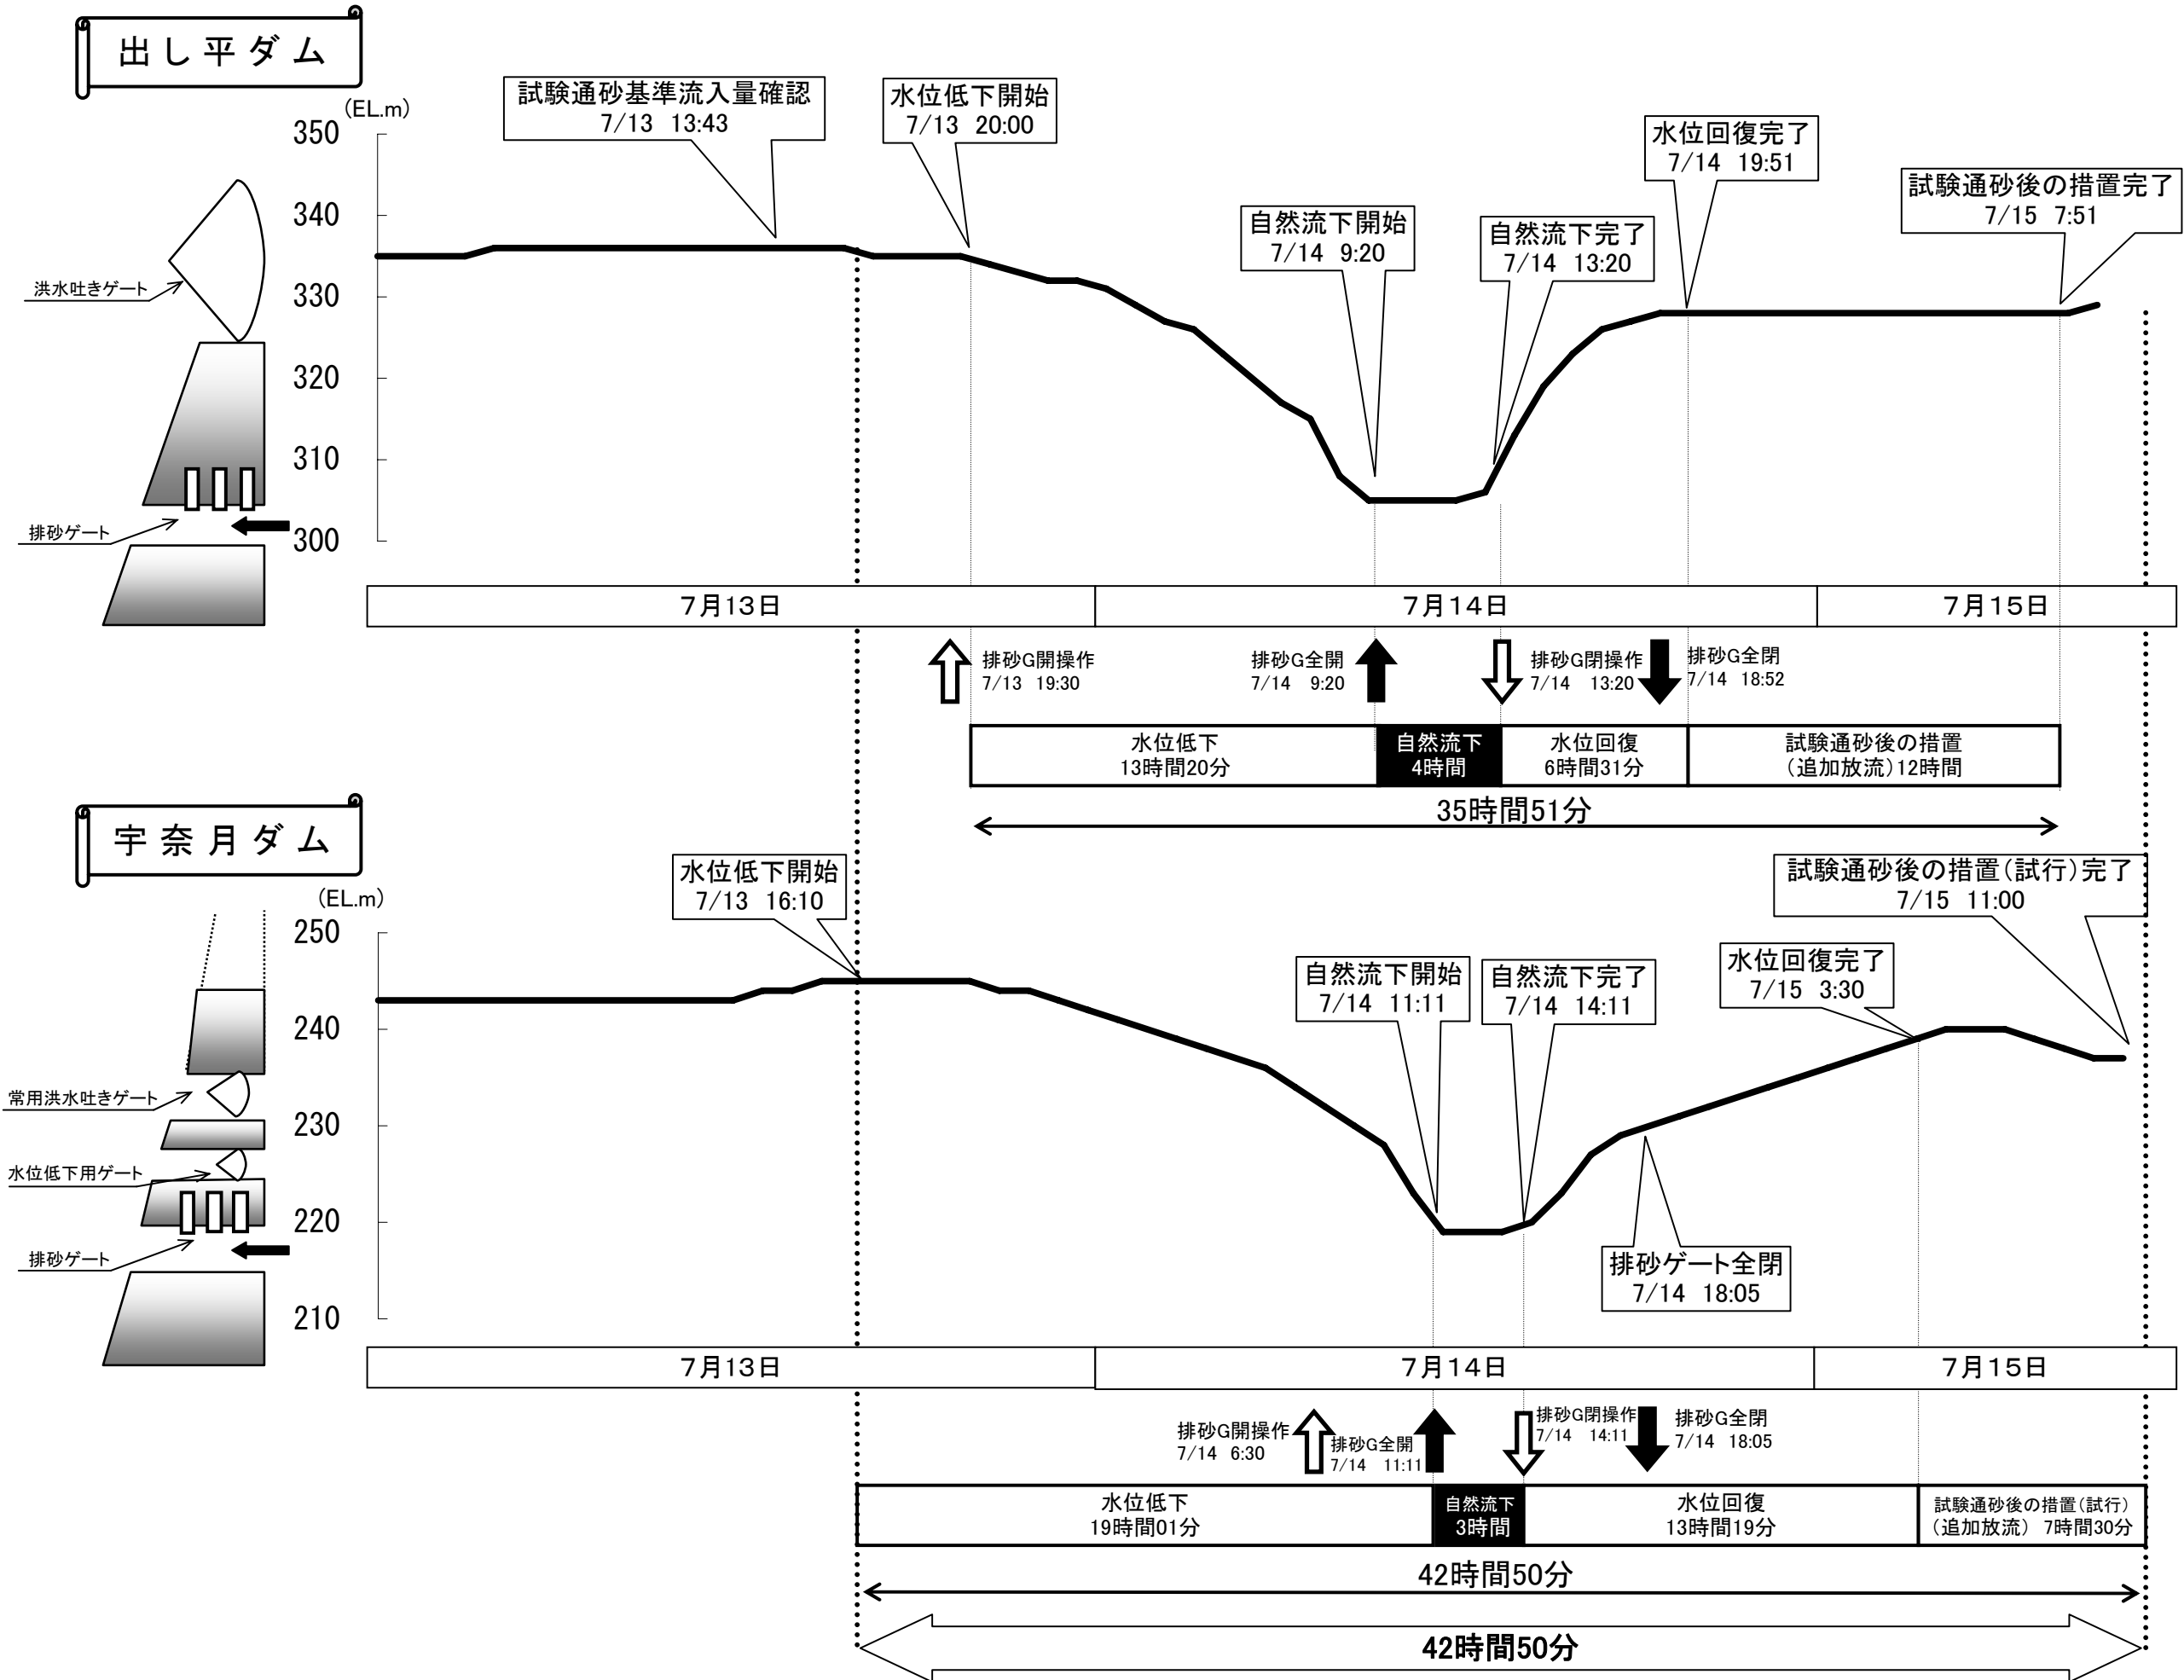 出し平ダム
(EL.m)
350
340
330
320
310
300
試験通砂基準流入量確認
7/13 13:43
水位低下開始
7/13 20:00
自然流下開始
7/14 9:20
自然流下完了
7/14 13:20
水位回復完了
7/14 19:51
試験通砂後の措置完了
7/15 7:51
洪水吐きゲート
排砂ゲート
7月13日
7月14日
7月15日
排砂G開操作
7/13 19:30
排砂G全開
7/14 9:20
排砂G閉操作
7/14 13:20
排砂G全閉
7/14 18:52
水位低下
13時間20分
自然流下
4時間
水位回復
6時間31分
試験通砂後の措置
(追加放流)12時間
35時間51分
宇奈月ダム
(EL.m)
250
240
230
220
210
水位低下開始
7/13 16:10
自然流下開始
7/14 11:11
自然流下完了
7/14 14:11
水位回復完了
7/15 3:30
試験通砂後の措置(試行)完了
7/15 11:00
排砂ゲート全閉
7/14 18:05
常用洪水吐きゲート
水位低下用ゲート
排砂ゲート
7月13日
7月14日
7月15日
排砂G開操作
7/14 6:30
排砂G全開
7/14 11:11
排砂G閉操作
7/14 14:11
排砂G全閉
7/14 18:05
水位低下
19時間01分
自然流下
3時間
水位回復
13時間19分
試験通砂後の措置(試行)
(追加放流) 7時間30分
42時間50分
42時間50分